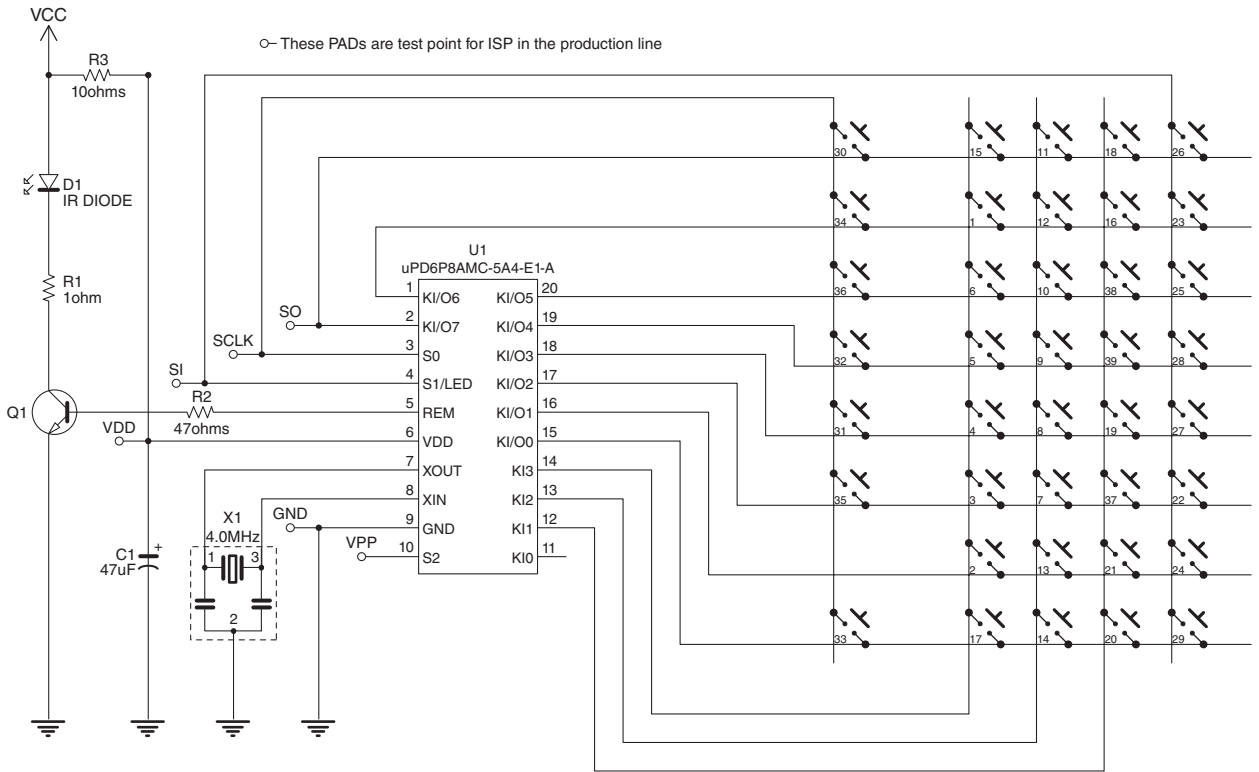 VCC
These PADs are test point for ISP in the production line
R3
10ohms
D1
IR DIODE
R1
1ohm
Q1
R2
47ohms
VDD
C1
47uF
+
SO
SCLK
SI
GND
VPP
X1
4.0MHz
1 3
2
U1
uPD6P8AMC-5A4-E1-A
1 KI/O6 KI/O5 20
2 KI/O7 KI/O4 19
3 S0 KI/O3 18
4 S1/LED KI/O2 17
5 REM KI/O1 16
6 VDD KI/O0 15
7 XOUT KI3 14
8 XIN KI2 13
9 GND KI1 12
10 S2 KI0 11
30 15 11 18 26
34 1 12 16 23
36 6 10 38 25
32 5 9 39 28
31 4 8 19 27
35 3 7 37 22
2 13 21 24
33 17 14 20 29